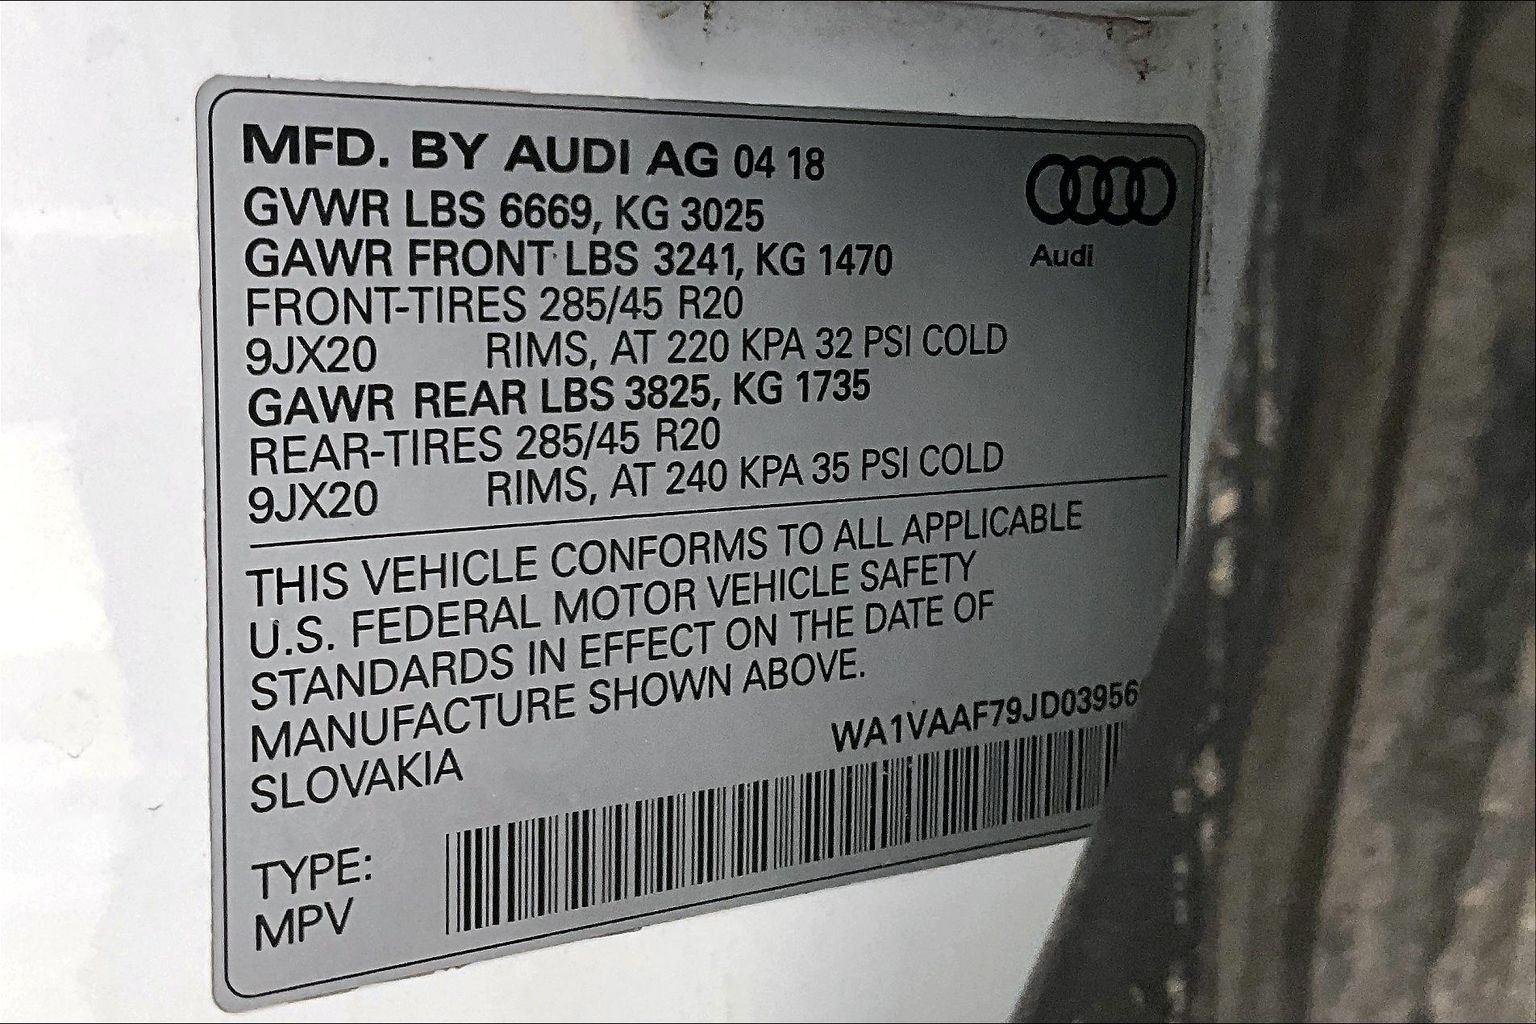 MFD. BY AUDI AG 04 18
GVWR LBS 6669, KG 3025
GAWR FRONT LBS 3241, KG 1470
FRONT-TIRES 285/45 R20
9JX20 RIMS, AT 220 KPA 32 PSI COLD
GAWR REAR LBS 3825, KG 1735
REAR-TIRES 285/45 R20
9JX20 RIMS, AT 240 KPA 35 PSI COLD
Audi
THIS VEHICLE CONFORMS TO ALL APPLICABLE
U.S. FEDERAL MOTOR VEHICLE SAFETY
STANDARDS IN EFFECT ON THE DATE OF
MANUFACTURE SHOWN ABOVE.
SLOVAKIA
WA1VAAF79JD03956
TYPE:
MPV